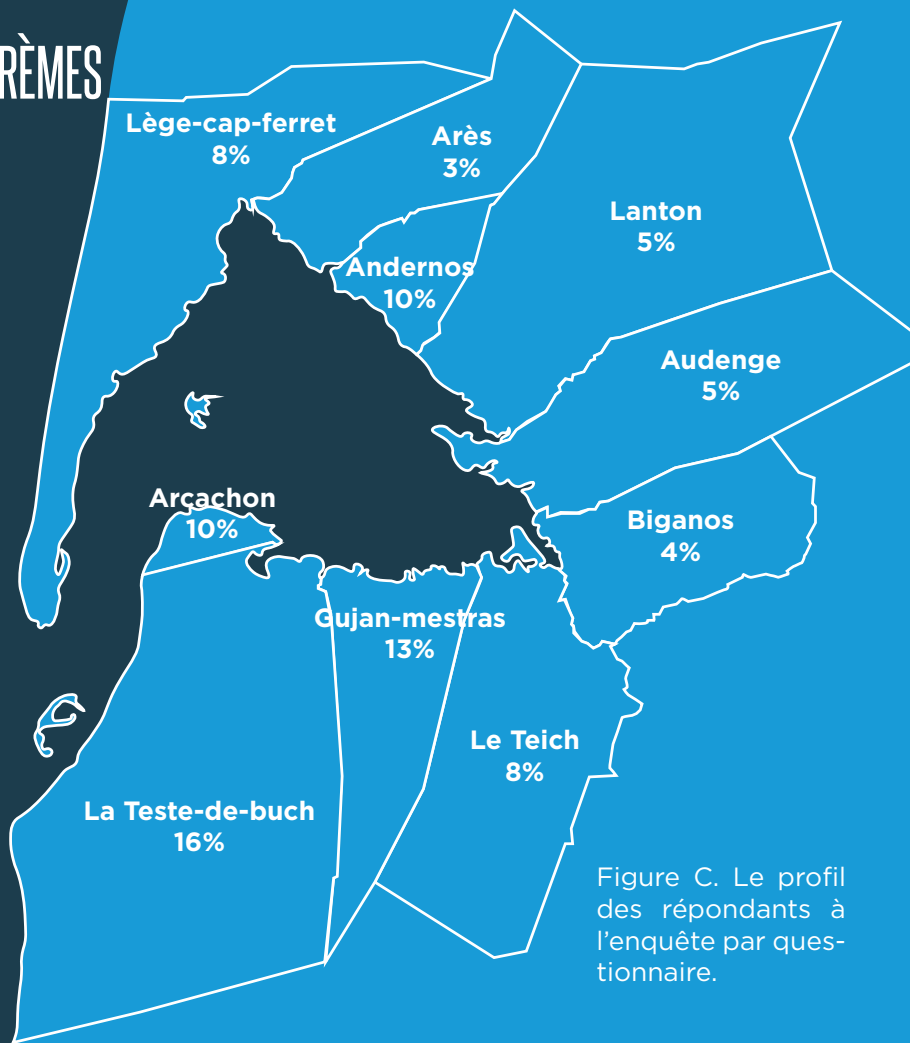 RÈMES
Lège-cap-ferret
8%
Arès
3%
Lanton
5%
Andernos
10%
Audenge
5%
Arcachon
10%
Biganos
4%
Gujan-mestras
13%
Le Teich
8%
La Teste-de-buch
16%
Figure C. Le profil
des répondants à
l'enquête par ques-
tionnaire.